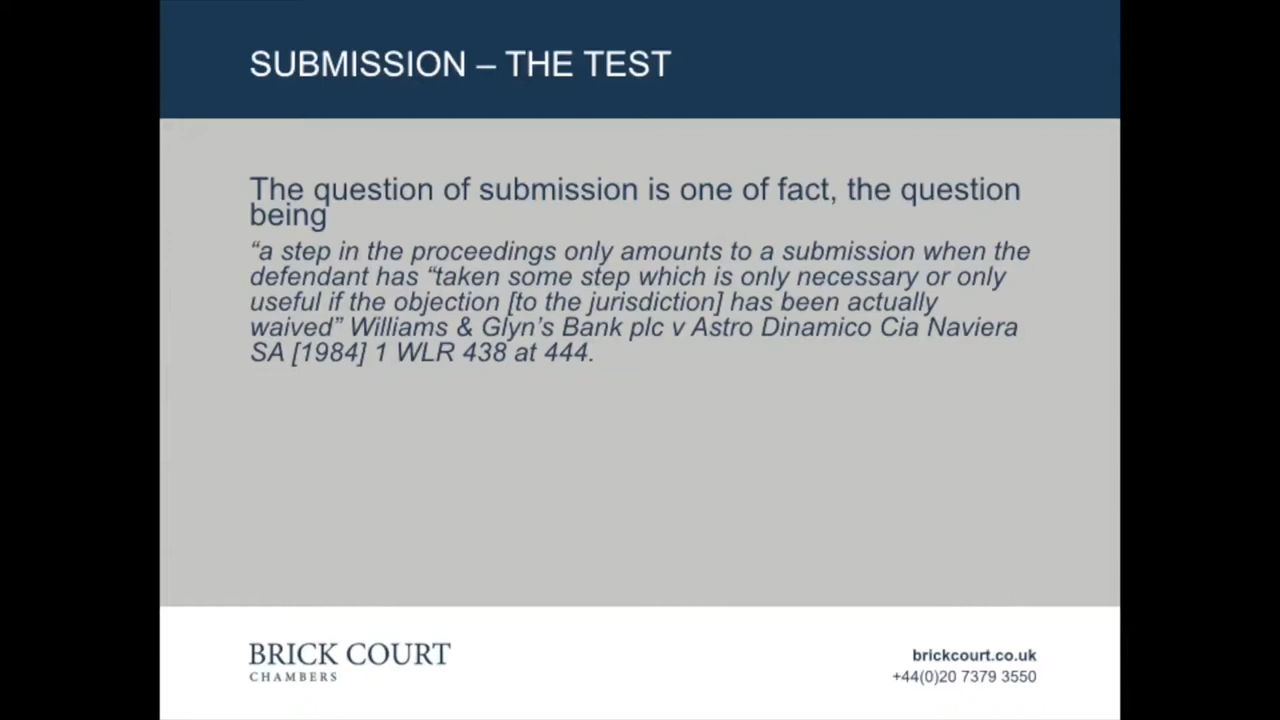 SUBMISSION – THE TEST
The question of submission is one of fact, the question
being
“a step in the proceedings only amounts to a submission when the
defendant has “taken some step which is only necessary or only
useful if the objection [to the jurisdiction] has been actually
waived” Williams & Glyn’s Bank plc v Astro Dinamico Cia Naviera
SA [1984] 1 WLR 438 at 444.
BRICK COURT
CHAMBERS
brickcourt.co.uk
+44(0)20 7379 3550